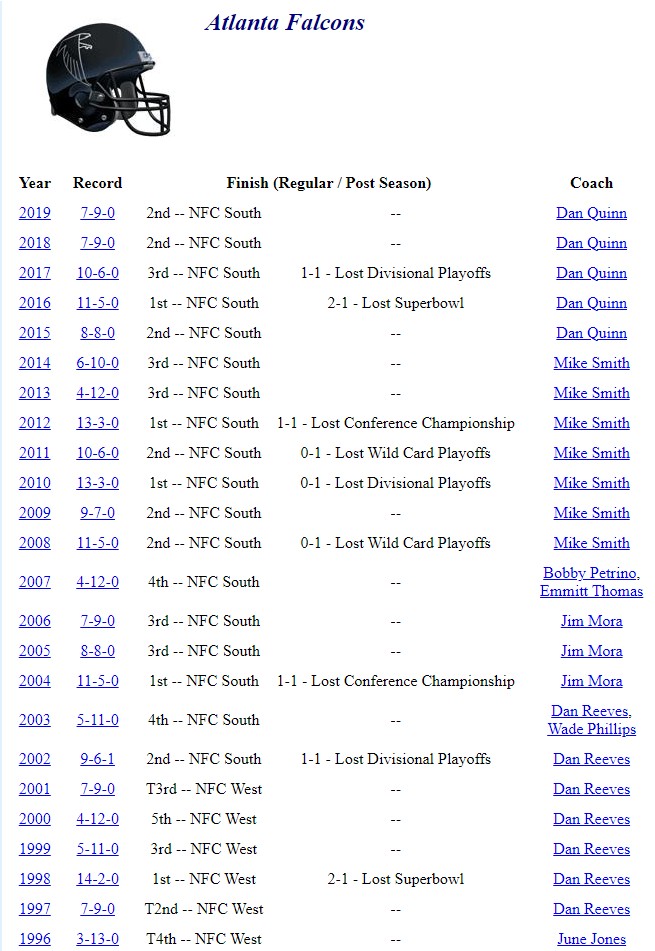 Atlanta Falcons
Year Record Finish (Regular / Post Season) Coach
2019 7-9-0 2nd -- NFC South -- Dan Quinn
2018 7-9-0 2nd -- NFC South -- Dan Quinn
2017 10-6-0 3rd -- NFC South 1-1 - Lost Divisional Playoffs Dan Quinn
2016 11-5-0 1st -- NFC South 2-1 - Lost Superbowl Dan Quinn
2015 8-8-0 2nd -- NFC South -- Dan Quinn
2014 6-10-0 3rd -- NFC South -- Mike Smith
2013 4-12-0 3rd -- NFC South -- Mike Smith
2012 13-3-0 1st -- NFC South 1-1 - Lost Conference Championship Mike Smith
2011 10-6-0 2nd -- NFC South 0-1 - Lost Wild Card Playoffs Mike Smith
2010 13-3-0 1st -- NFC South 0-1 - Lost Divisional Playoffs Mike Smith
2009 9-7-0 2nd -- NFC South -- Mike Smith
2008 11-5-0 2nd -- NFC South 0-1 - Lost Wild Card Playoffs Mike Smith
2007 4-12-0 4th -- NFC South -- Bobby Petrino,
Emmitt Thomas
2006 7-9-0 3rd -- NFC South -- Jim Mora
2005 8-8-0 3rd -- NFC South -- Jim Mora
2004 11-5-0 1st -- NFC South 1-1 - Lost Conference Championship Jim Mora
2003 5-11-0 4th -- NFC South -- Dan Reeves,
Wade Phillips
2002 9-6-1 2nd -- NFC South 1-1 - Lost Divisional Playoffs Dan Reeves
2001 7-9-0 T3rd -- NFC West -- Dan Reeves
2000 4-12-0 5th -- NFC West -- Dan Reeves
1999 5-11-0 3rd -- NFC West -- Dan Reeves
1998 14-2-0 1st -- NFC West 2-1 - Lost Superbowl Dan Reeves
1997 7-9-0 T2nd -- NFC West -- Dan Reeves
1996 3-13-0 T4th -- NFC West -- June Jones